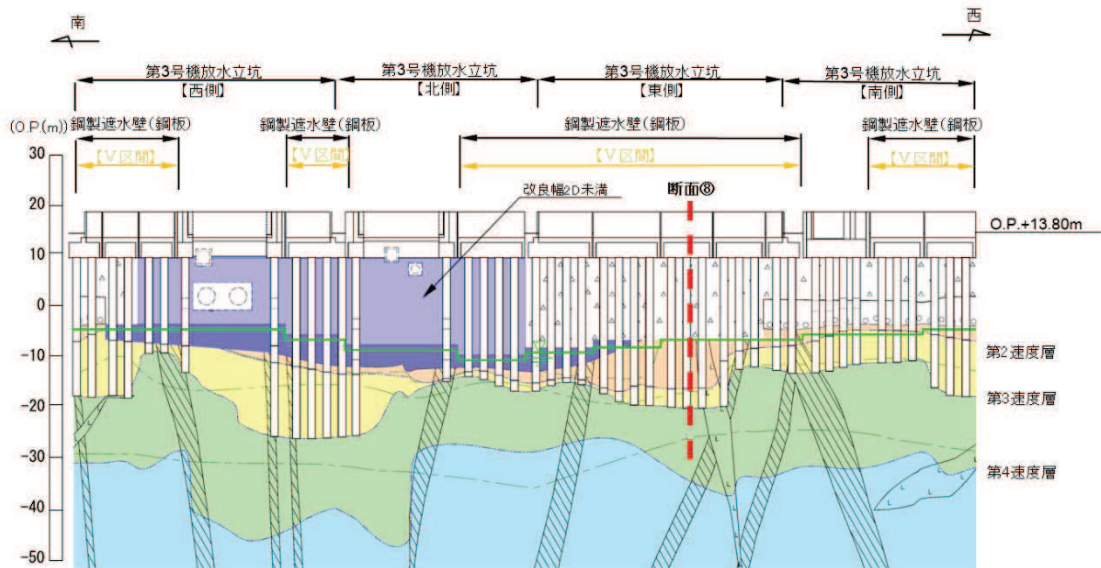 南
西
第3号機放水立坑
【西側】
第3号機放水立坑
【北側】
第3号機放水立坑
【東側】
第3号機放水立坑
【南側】
(O.P.(m))
鋼製遮水壁(鋼板)
鋼製遮水壁(鋼板)
鋼製遮水壁(鋼板)
鋼製遮水壁(鋼板)
【Ⅴ区間】
【Ⅴ区間】
【Ⅴ区間】
【Ⅴ区間】
改良幅2D未満
断面⑧
O.P.+13.80m
30
20
10
0
-10
-20
-30
-40
-50
第2速度層
第3速度層
第4速度層